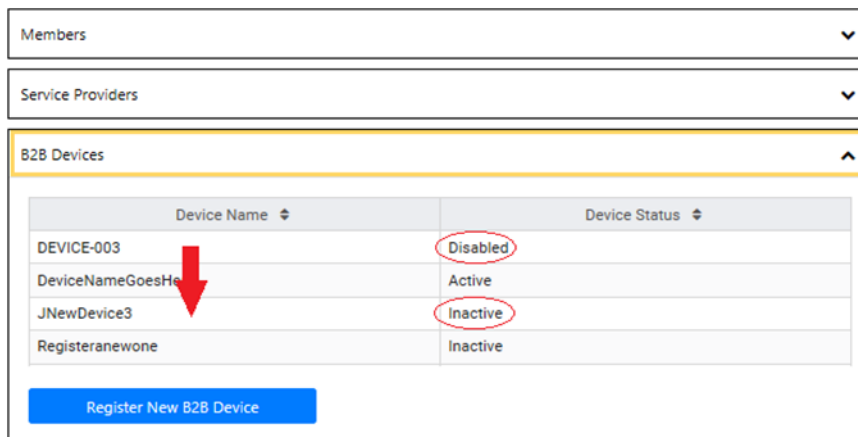 Members
Service Providers
B2B Devices
Device Name Device Status
DEVICE-003 Disabled
DeviceNameGoesHe Active
JNewDevice3 Inactive
Registeranewone Inactive
Register New B2B Device